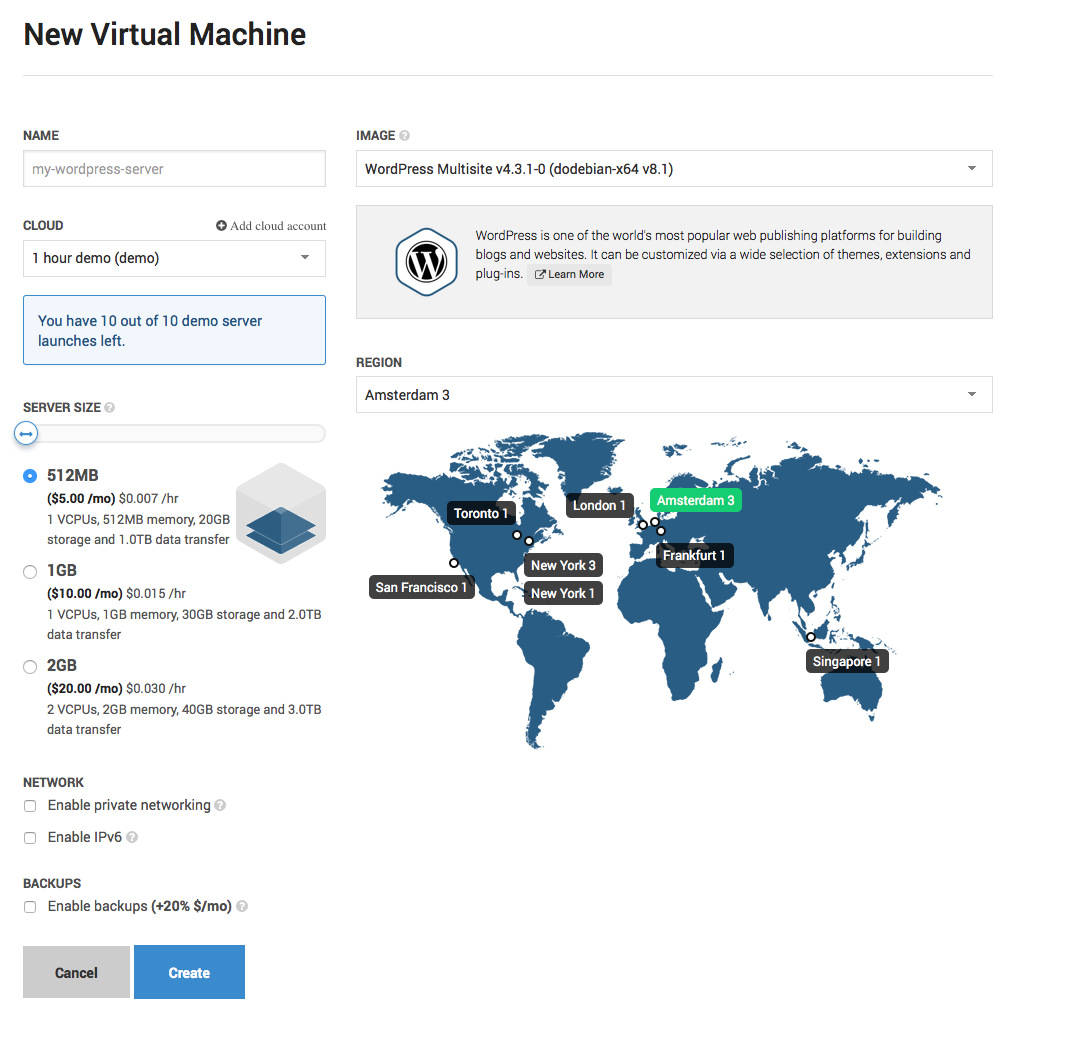 New Virtual Machine
NAME
my-wordpress-server
CLOUD
Add cloud account
1 hour demo (demo)
You have 10 out of 10 demo server
launches left.
SERVER SIZE ?
512MB
($5.00 /mo) $0.007 /hr
1 VCPUs, 512MB memory, 20GB
storage and 1.0TB data transfer
1GB
($10.00 /mo) $0.015 /hr
1 VCPUs, 1GB memory, 30GB storage and 2.0TB
data transfer
2GB
($20.00 /mo) $0.030 /hr
2 VCPUs, 2GB memory, 40GB storage and 3.0TB
data transfer
NETWORK
Enable private networking ?
Enable IPv6 ?
BACKUPS
Enable backups (+20% $/mo) ?
Cancel
Create
IMAGE ?
WordPress Multisite v4.3.1-0 (dodebian-x64 v8.1)
W
WordPress is one of the world's most popular web publishing platforms for building
blogs and websites. It can be customized via a wide selection of themes, extensions and
plug-ins. Learn More
REGION
Amsterdam 3
Toronto 1
London 1
Amsterdam 3
Frankfurt 1
New York 3
New York 1
San Francisco 1
Singapore 1